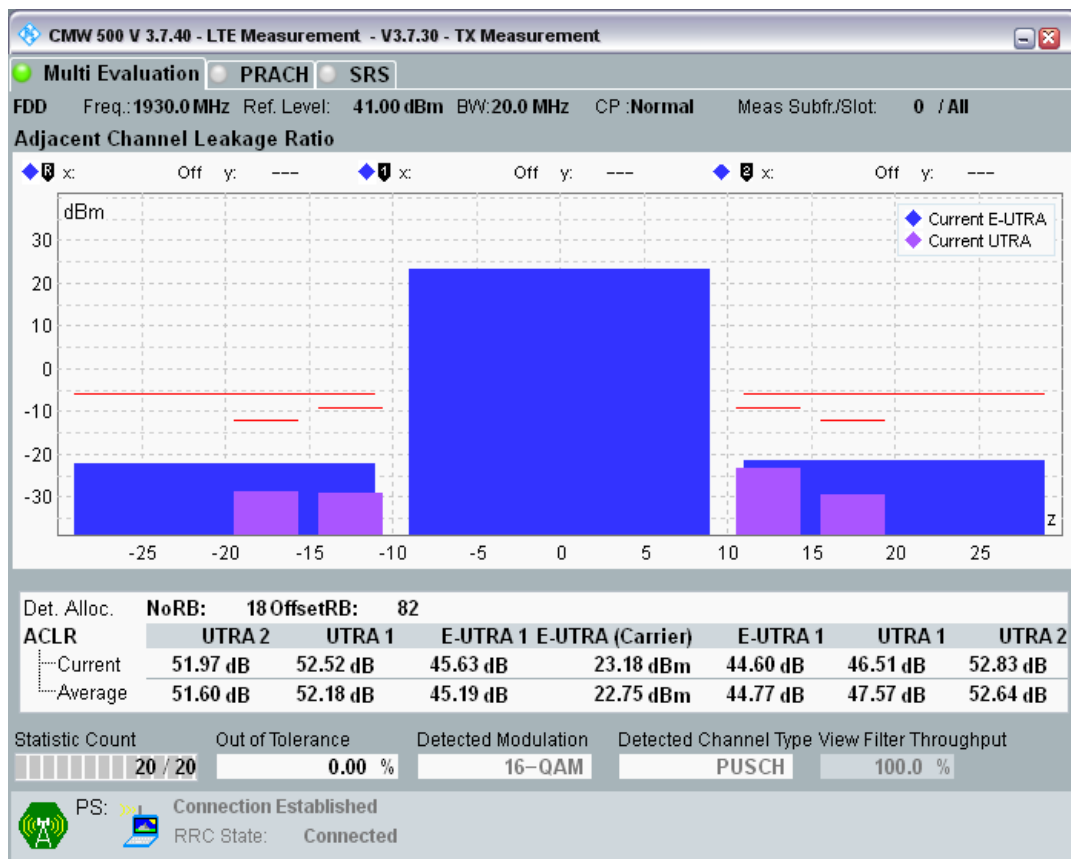 CMW 500 V 3.7.40 - LTE Measurement - V3.7.30 - TX Measurement
Multi Evaluation PRACH SRS
FDD Freq.:1930.0 MHz Ref. Level: 41.00 dBm BW:20.0 MHz CP :Normal Meas Subfr./Slot: 0 / All
Adjacent Channel Leakage Ratio
R x: Off y: --- 1 x: Off y: --- 2 x: Off y: ---
dBm
Current E-UTRA
Current UTRA
30
20
10
0
-10
-20
-30
z
-25 -20 -15 -10 -5 0 5 10 15 20 25
Det. Alloc. NoRB: 18 OffsetRB: 82
ACLR UTRA 2 UTRA 1 E-UTRA 1 E-UTRA (Carrier) E-UTRA 1 UTRA 1 UTRA 2
Current 51.97 dB 52.52 dB 45.63 dB 23.18 dBm 44.60 dB 46.51 dB 52.83 dB
Average 51.60 dB 52.18 dB 45.19 dB 22.75 dBm 44.77 dB 47.57 dB 52.64 dB
Statistic Count Out of Tolerance Detected Modulation Detected Channel Type View Filter Throughput
20 / 20 0.00 % 16-QAM PUSCH 100.0 %
PS: Connection Established
RRC State: Connected